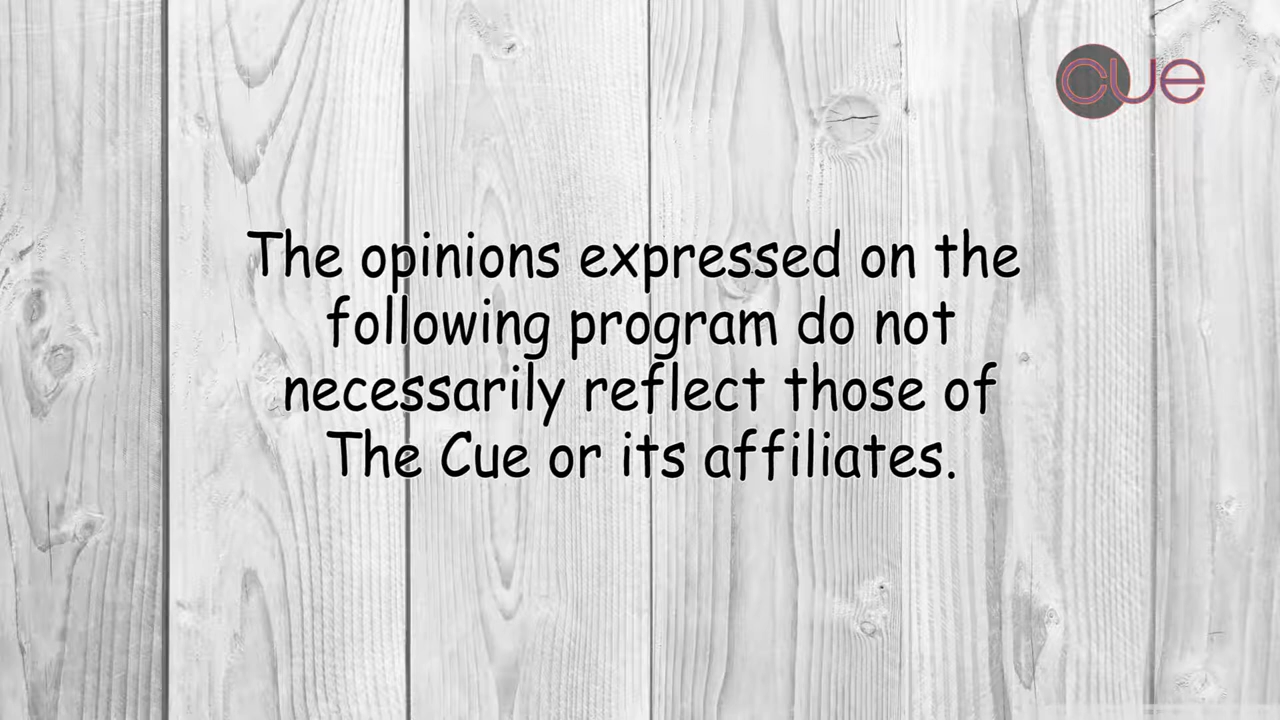 cue
The opinions expressed on the
following program do not
necessarily reflect those of
The Cue or its affiliates.